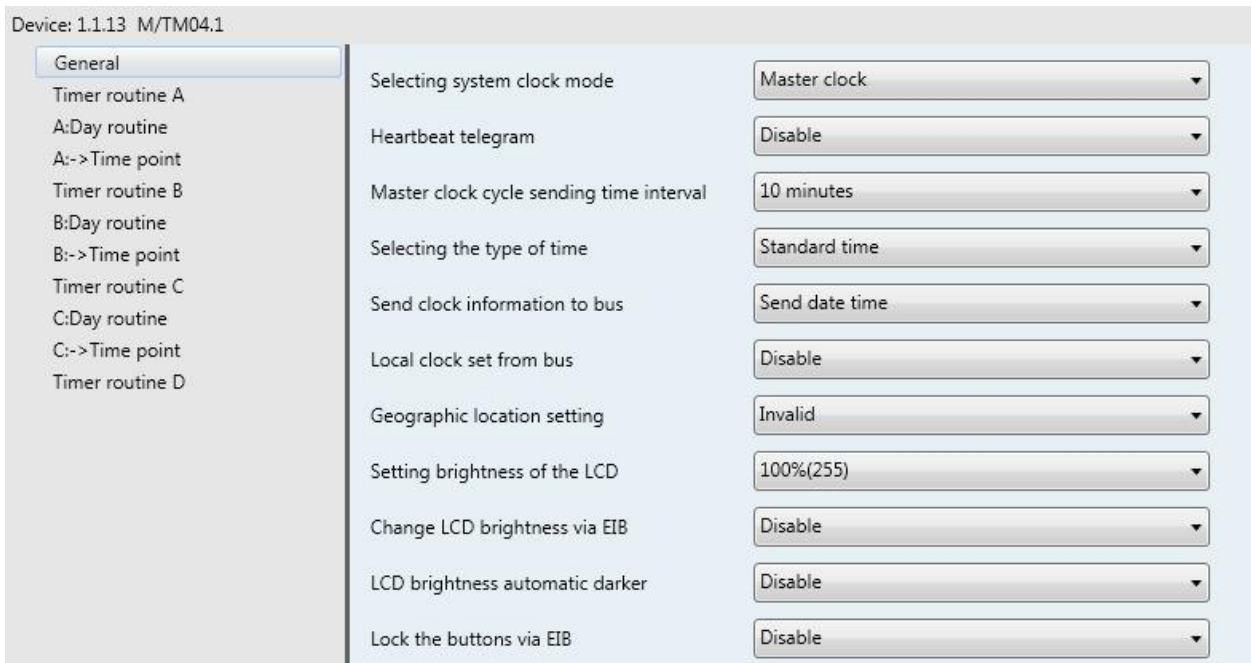 Device: 1.1.13 M/TM04.1
General
Timer routine A
A:Day routine
A:->Time point
Timer routine B
B:Day routine
B:->Time point
Timer routine C
C:Day routine
C:->Time point
Timer routine D
Selecting system clock mode Master clock
Heartbeat telegram Disable
Master clock cycle sending time interval 10 minutes
Selecting the type of time Standard time
Send clock information to bus Send date time
Local clock set from bus Disable
Geographic location setting Invalid
Setting brightness of the LCD 100%(255)
Change LCD brightness via EIB Disable
LCD brightness automatic darker Disable
Lock the buttons via EIB Disable